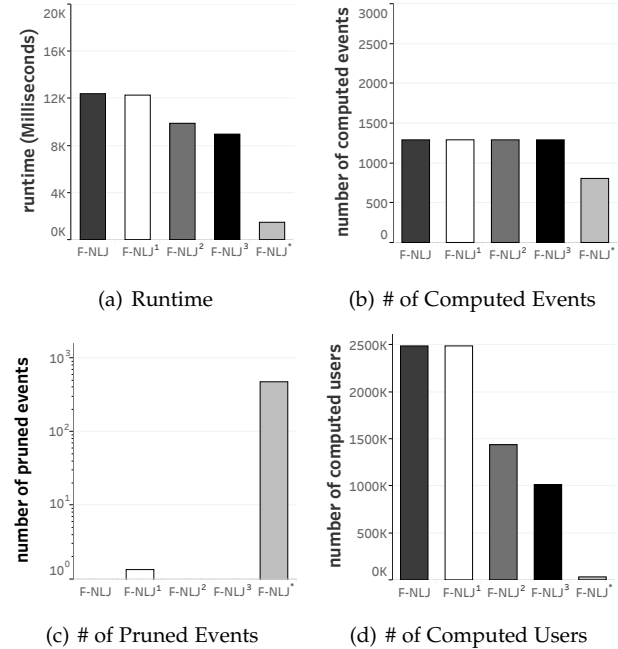 20K
16K
12K
8K
4K
0K
runtime (Milliseconds)
F-NLJ F-NLJ¹ F-NLJ² F-NLJ³ F-NLJ*
(a) Runtime
3000
2500
2000
1500
1000
500
0
number of computed events
F-NLJ F-NLJ¹ F-NLJ² F-NLJ³ F-NLJ*
(b) # of Computed Events
10³
10²
10¹
10⁰
number of pruned events
F-NLJ F-NLJ¹ F-NLJ² F-NLJ³ F-NLJ*
(c) # of Pruned Events
2500K
2000K
1500K
1000K
500K
0K
number of computed users
F-NLJ F-NLJ¹ F-NLJ² F-NLJ³ F-NLJ*
(d) # of Computed Users